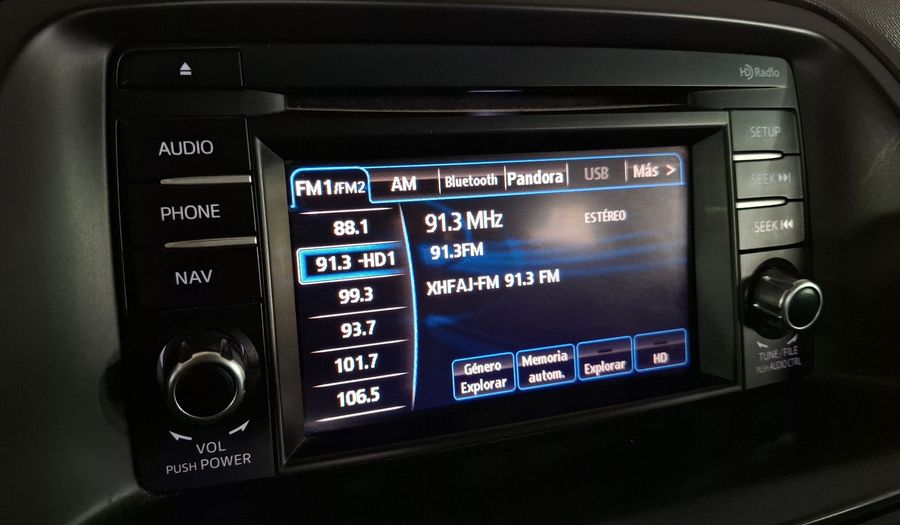 HD Radio
AUDIO
PHONE
NAV
VOL
PUSH POWER
FM1/FM2
AM
Bluetooth
Pandora
USB
Más >
88.1
91.3 -HD1
99.3
93.7
101.7
106.5
91.3 MHz
ESTÉREO
91.3FM
XHFAJ-FM 91.3 FM
Género
Explorar
Memoria
autom.
Explorar
HD
SETUP
SEEK
SEEK
TUNE/FILE
PUSH AUDIO CTRL